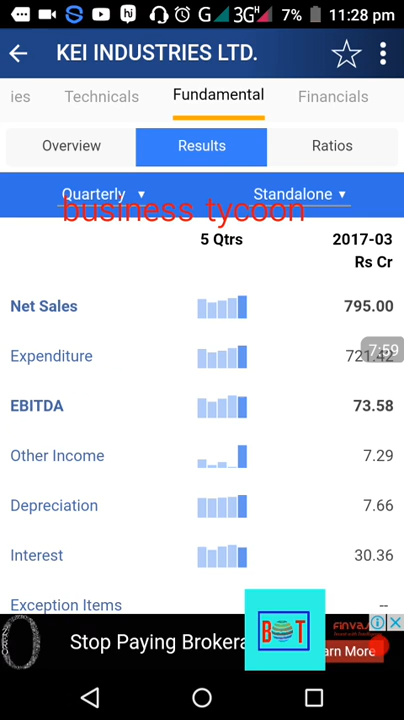 G 3G H 7% 11:28 pm
KEI INDUSTRIES LTD.
ies Technicals Fundamental Financials
Overview Results Ratios
Quarterly Standalone
business tycoon
5 Qtrs 2017-03
Rs Cr
Net Sales 795.00
7:59
Expenditure
EBITDA 73.58
Other Income 7.29
Depreciation 7.66
Interest 30.36
Exception Items --
Stop Paying Brokera
BOT
FINVA
arn More